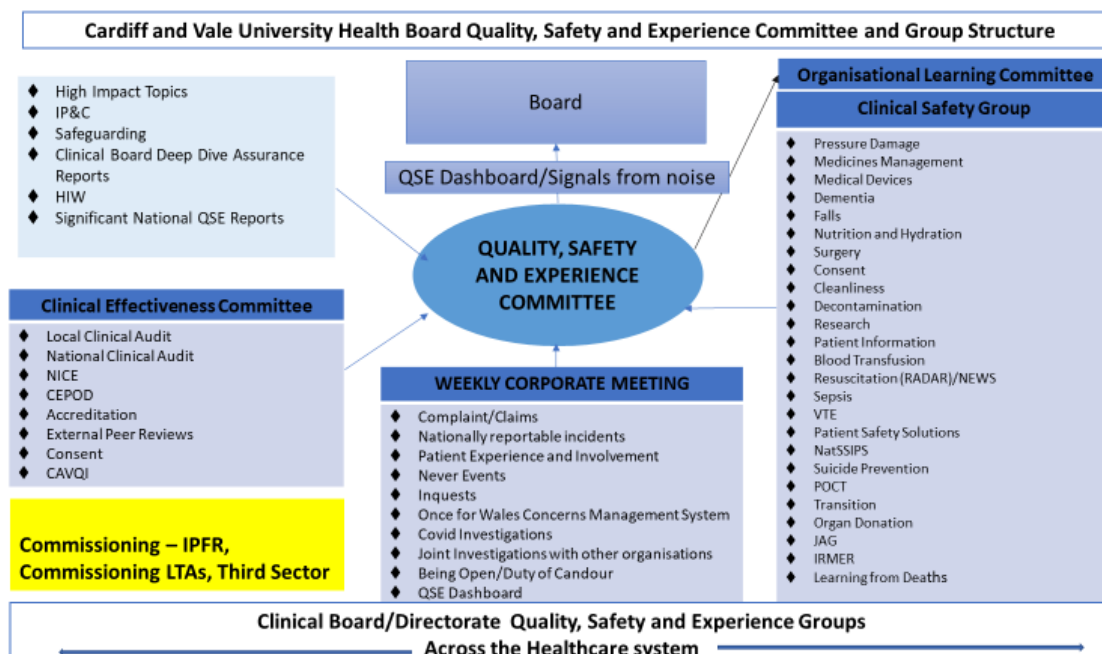 Cardiff and Vale University Health Board Quality, Safety and Experience Committee and Group Structure
♦ High Impact Topics
♦ IP&C
♦ Safeguarding
♦ Clinical Board Deep Dive Assurance
Reports
♦ HIW
♦ Significant National QSE Reports
Board
QSE Dashboard/Signals from noise
QUALITY, SAFETY
AND EXPERIENCE
COMMITTEE
Organisational Learning Committee
Clinical Safety Group
♦ Pressure Damage
♦ Medicines Management
♦ Medical Devices
♦ Dementia
♦ Falls
♦ Nutrition and Hydration
♦ Surgery
♦ Consent
♦ Cleanliness
♦ Decontamination
♦ Research
♦ Patient Information
♦ Blood Transfusion
♦ Resuscitation (RADAR)/NEWS
♦ Sepsis
♦ VTE
♦ Patient Safety Solutions
♦ NatSSIPS
♦ Suicide Prevention
♦ POCT
♦ Transition
♦ Organ Donation
♦ JAG
♦ IRMER
♦ Learning from Deaths
Clinical Effectiveness Committee
♦ Local Clinical Audit
♦ National Clinical Audit
♦ NICE
♦ CEPOD
♦ Accreditation
♦ External Peer Reviews
♦ Consent
♦ CAVQI
WEEKLY CORPORATE MEETING
♦ Complaint/Claims
♦ Nationally reportable incidents
♦ Patient Experience and Involvement
♦ Never Events
♦ Inquests
♦ Once for Wales Concerns Management System
♦ Covid Investigations
♦ Joint Investigations with other organisations
♦ Being Open/Duty of Candour
♦ QSE Dashboard
Commissioning – IPFR,
Commissioning LTAs, Third Sector
Clinical Board/Directorate Quality, Safety and Experience Groups
Across the Healthcare system